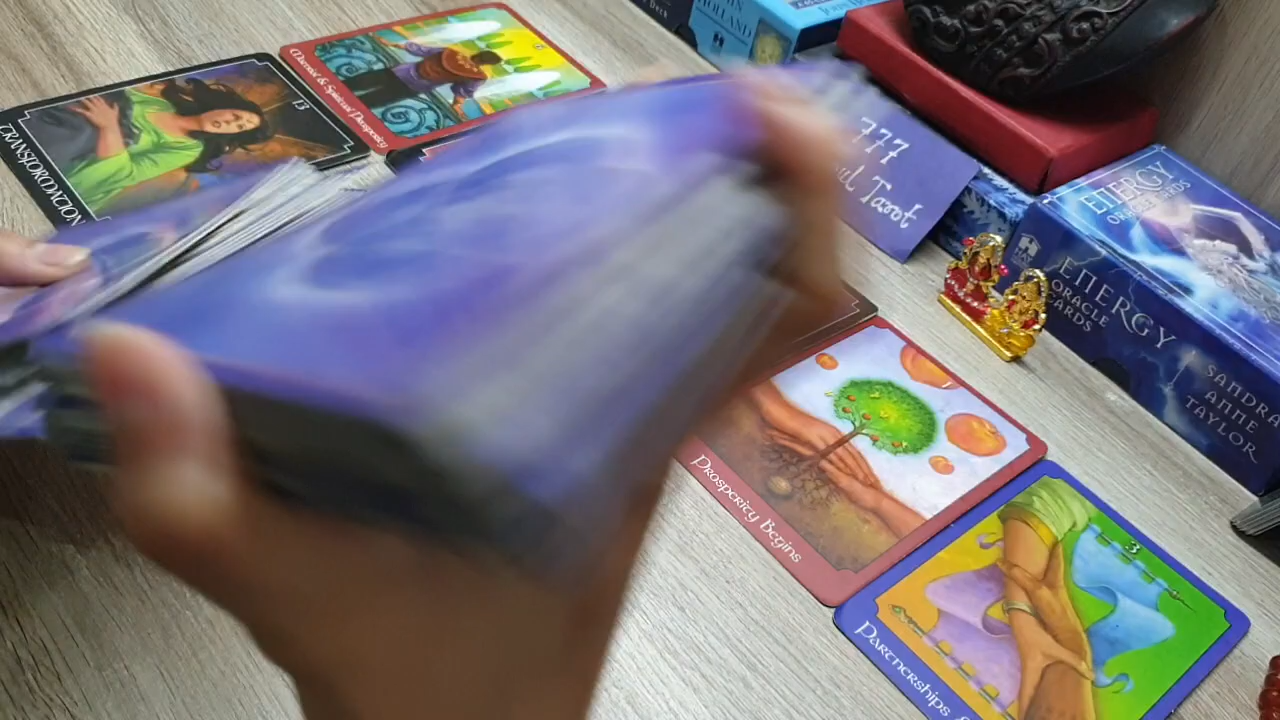 HOLLAND
13
TRANSFORMATION
Material & Spiritual Prosperity
777
Tarot
ENERGY
ORACLE CARDS
ENERGY
ORACLE
CARDS
SANDRA
ANNE
TAYLOR
Prosperity Begins
3
Partnerships